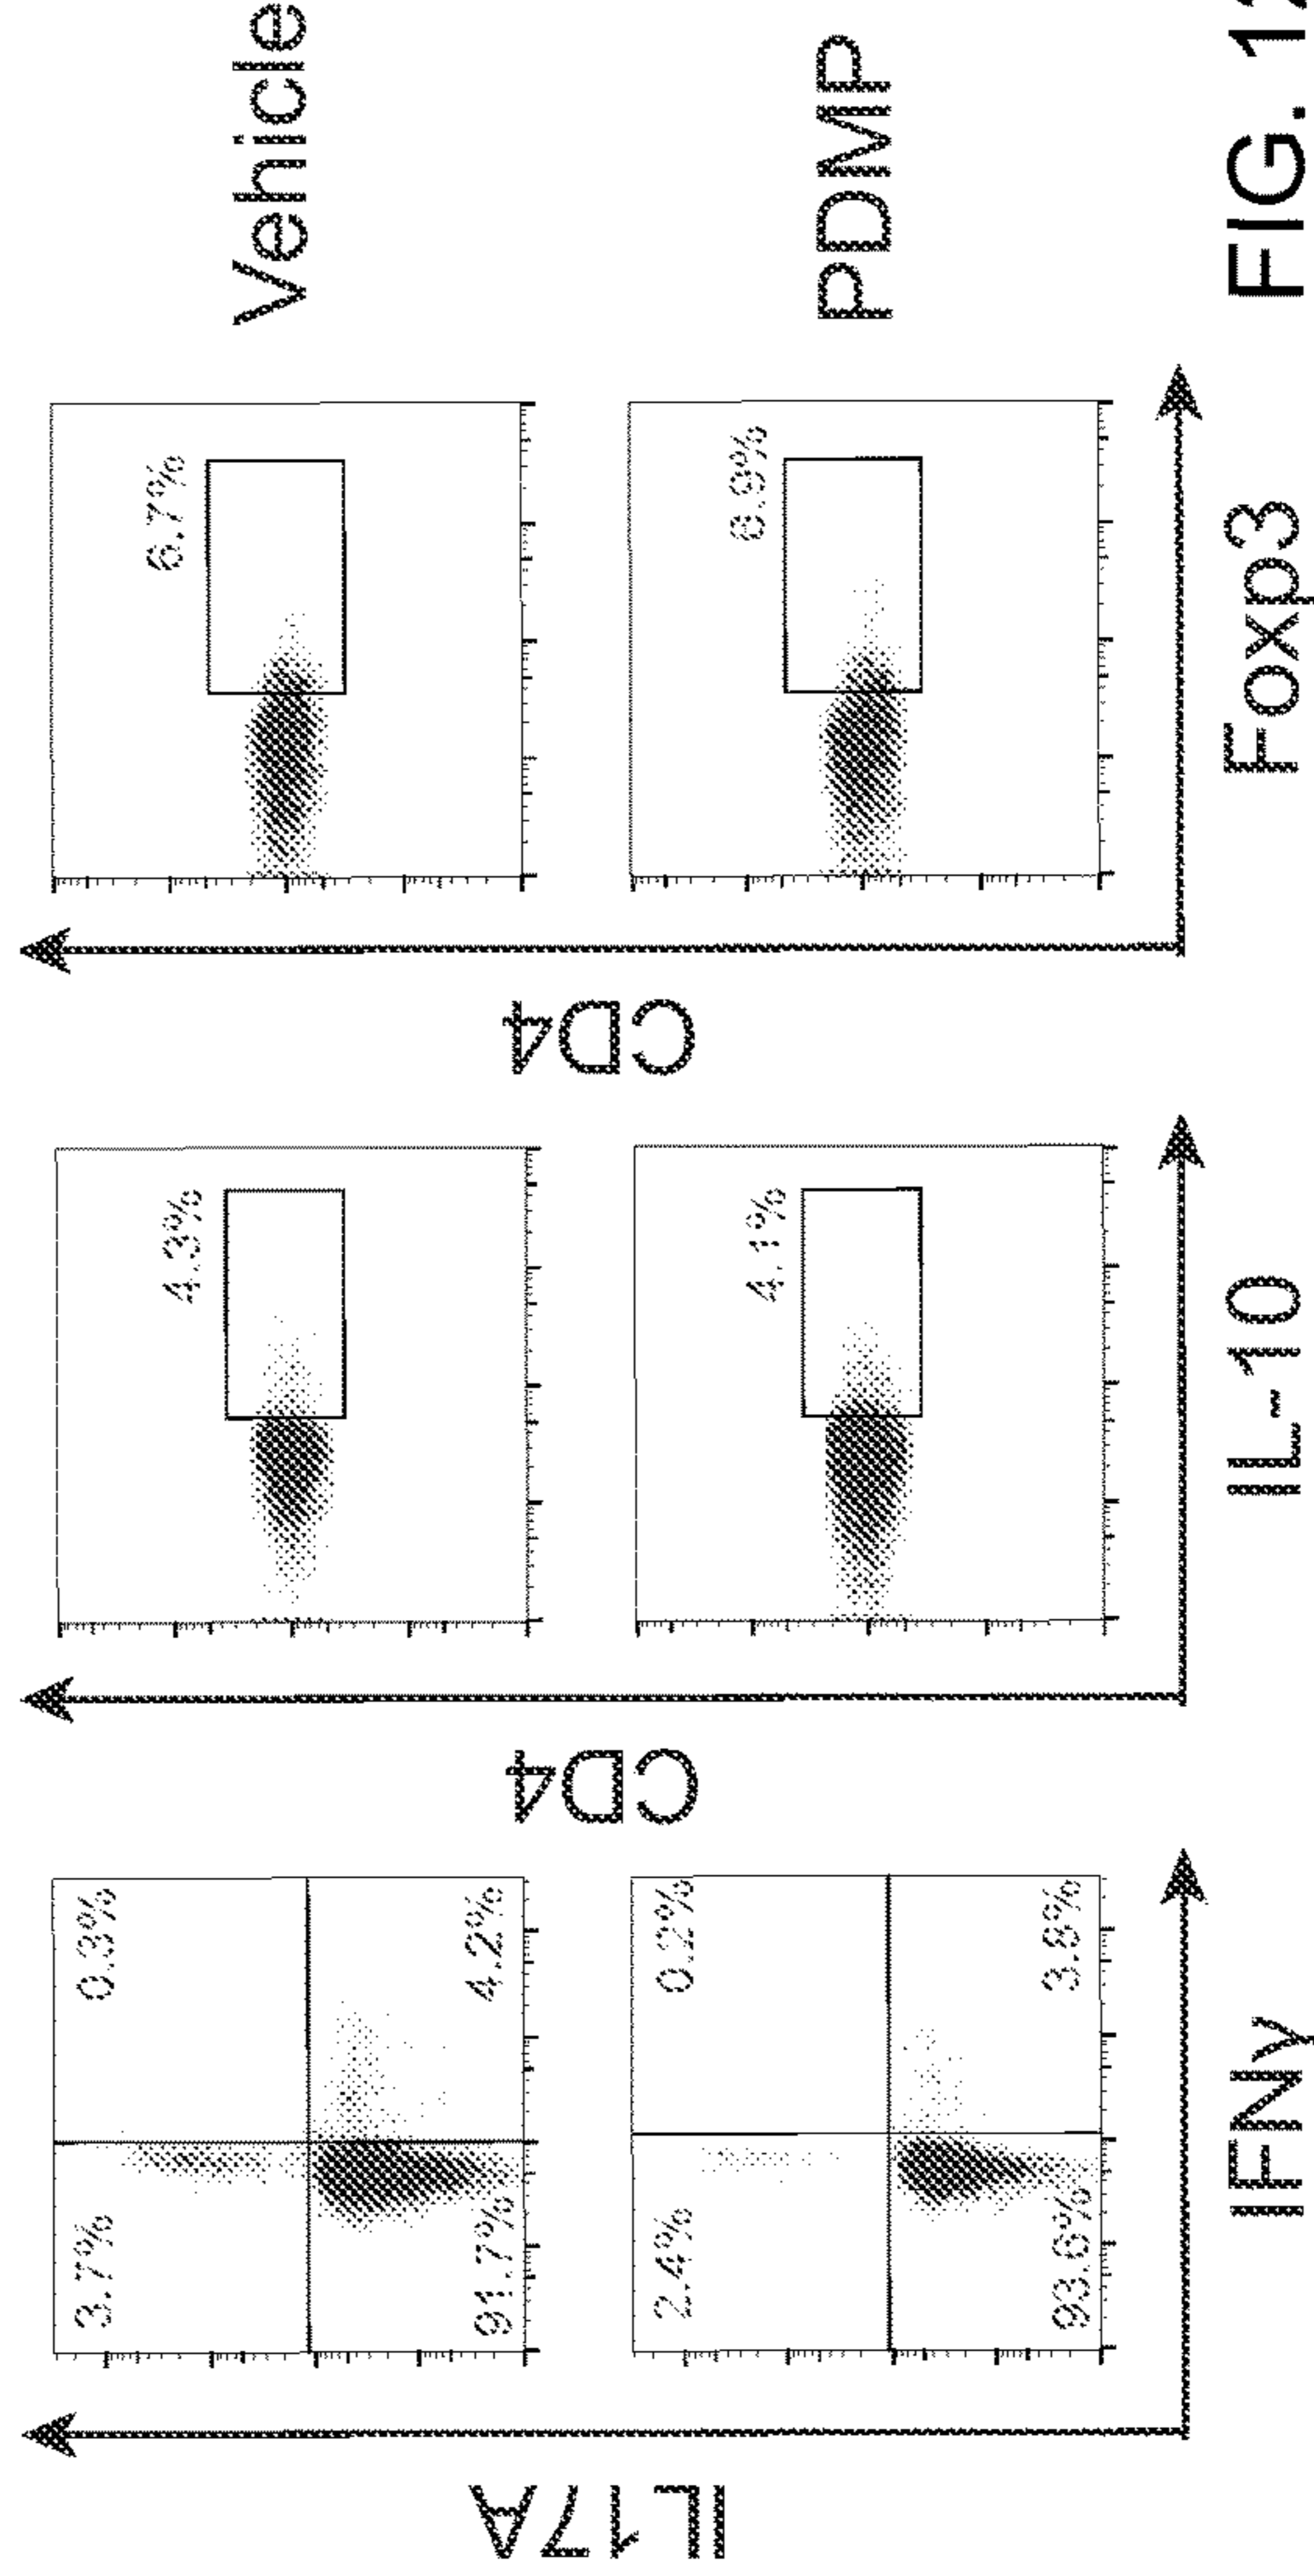 IL17A
3.7% 0.3%
91.7% 4.2%
CD4
4.3%
CD4
6.7%
Vehicle
2.4% 0.2%
93.6% 3.8%
4.1%
PDMP
IFNγ
IL-10
Foxp3
FIG.